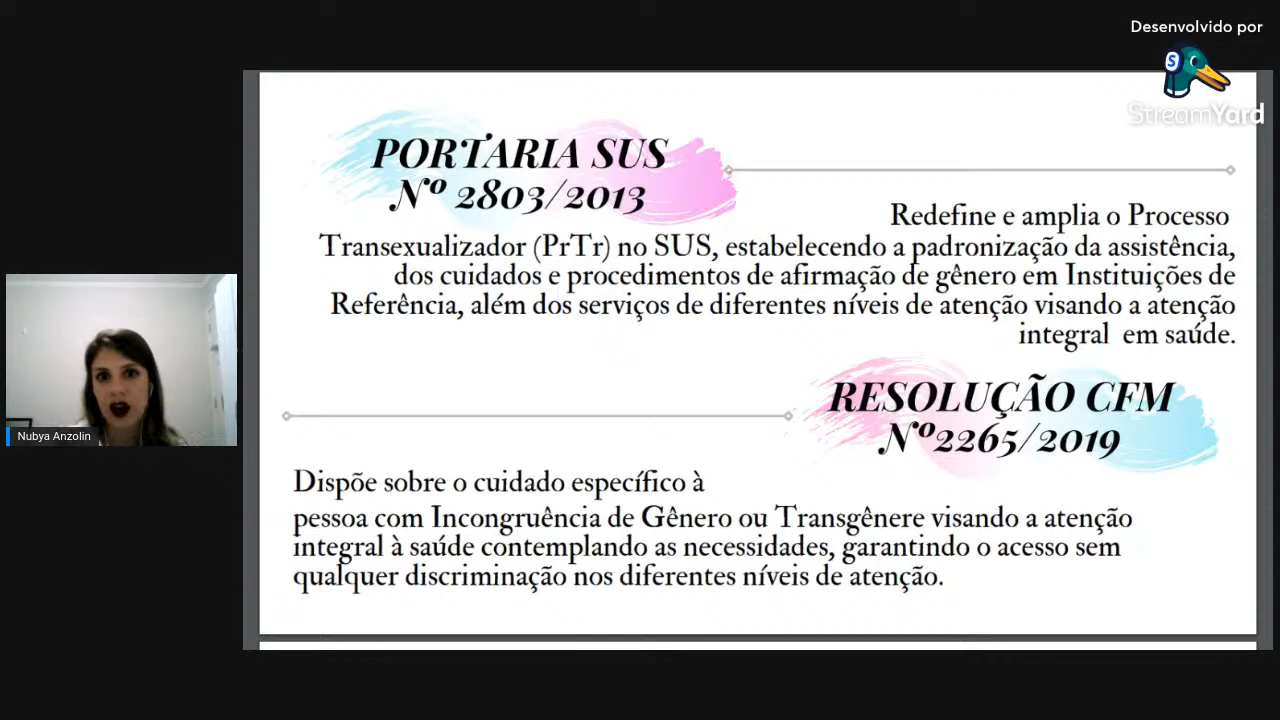 Desenvolvido por
StreamYard
PORTARIA SUS
Nº 2803/2013
Redefine e amplia o Processo
Transexualizador (PrTr) no SUS, estabelecendo a padronização da assistência,
dos cuidados e procedimentos de afirmação de gênero em Instituições de
Referência, além dos serviços de diferentes níveis de atenção visando a atenção
integral em saúde.
RESOLUÇÃO CFM
Nº2265/2019
Dispõe sobre o cuidado específico à
pessoa com Incongruência de Gênero ou Transgênere visando a atenção
integral à saúde contemplando as necessidades, garantindo o acesso sem
qualquer discriminação nos diferentes níveis de atenção.
Nubya Anzolin